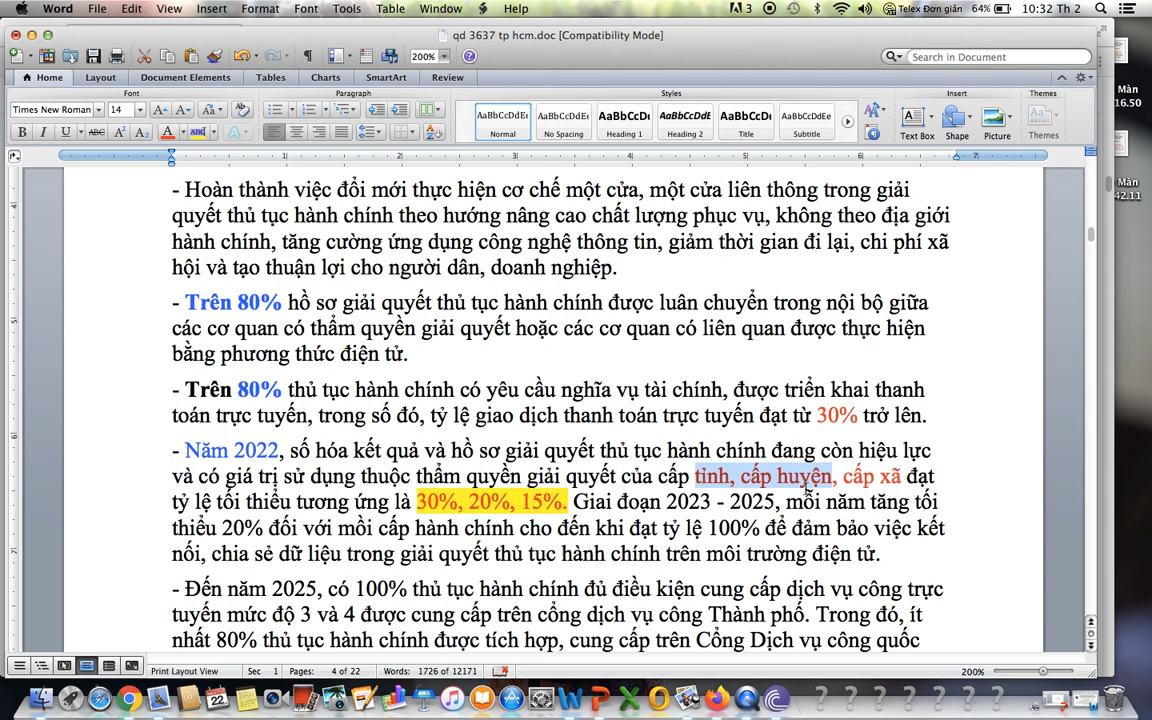 Word File Edit View Insert Format Font Tools Table Window Help 3 Telex Đơn giản 64% 10:32 Th 2
qd 3637 tp hcm.doc [Compatibility Mode]
200% Search in Document
Home Layout Document Elements Tables Charts SmartArt Review
Font Paragraph Styles Insert Themes
Times New Roman 14
AaBbCcDdEe AaBbCcDdEe AaBbCcDc AaBbCcDdE AaBbCcDc AaBbCcDdEe
Normal No Spacing Heading 1 Heading 2 Title Subtitle Text Box Shape Picture Themes
Màn
16.50
Màn
42.11
- Hoàn thành việc đổi mới thực hiện cơ chế một cửa, một cửa liên thông trong giải
quyết thủ tục hành chính theo hướng nâng cao chất lượng phục vụ, không theo địa giới
hành chính, tăng cường ứng dụng công nghệ thông tin, giảm thời gian đi lại, chi phí xã
hội và tạo thuận lợi cho người dân, doanh nghiệp.
- Trên 80% hồ sơ giải quyết thủ tục hành chính được luân chuyển trong nội bộ giữa
các cơ quan có thẩm quyền giải quyết hoặc các cơ quan có liên quan được thực hiện
bằng phương thức điện tử.
- Trên 80% thủ tục hành chính có yêu cầu nghĩa vụ tài chính, được triển khai thanh
toán trực tuyến, trong số đó, tỷ lệ giao dịch thanh toán trực tuyến đạt từ 30% trở lên.
- Năm 2022, số hóa kết quả và hồ sơ giải quyết thủ tục hành chính đang còn hiệu lực
và có giá trị sử dụng thuộc thẩm quyền giải quyết của cấp tỉnh, cấp huyện, cấp xã đạt
tỷ lệ tối thiểu tương ứng là 30%, 20%, 15%. Giai đoạn 2023 - 2025, mỗi năm tăng tối
thiểu 20% đối với mỗi cấp hành chính cho đến khi đạt tỷ lệ 100% để đảm bảo việc kết
nối, chia sẻ dữ liệu trong giải quyết thủ tục hành chính trên môi trường điện tử.
- Đến năm 2025, có 100% thủ tục hành chính đủ điều kiện cung cấp dịch vụ công trực
tuyến mức độ 3 và 4 được cung cấp trên cổng dịch vụ công Thành phố. Trong đó, ít
nhất 80% thủ tục hành chính được tích hợp, cung cấp trên Cổng Dịch vụ công quốc
Print Layout View Sec 1 Pages: 4 of 22 Words: 1726 of 12171 200%